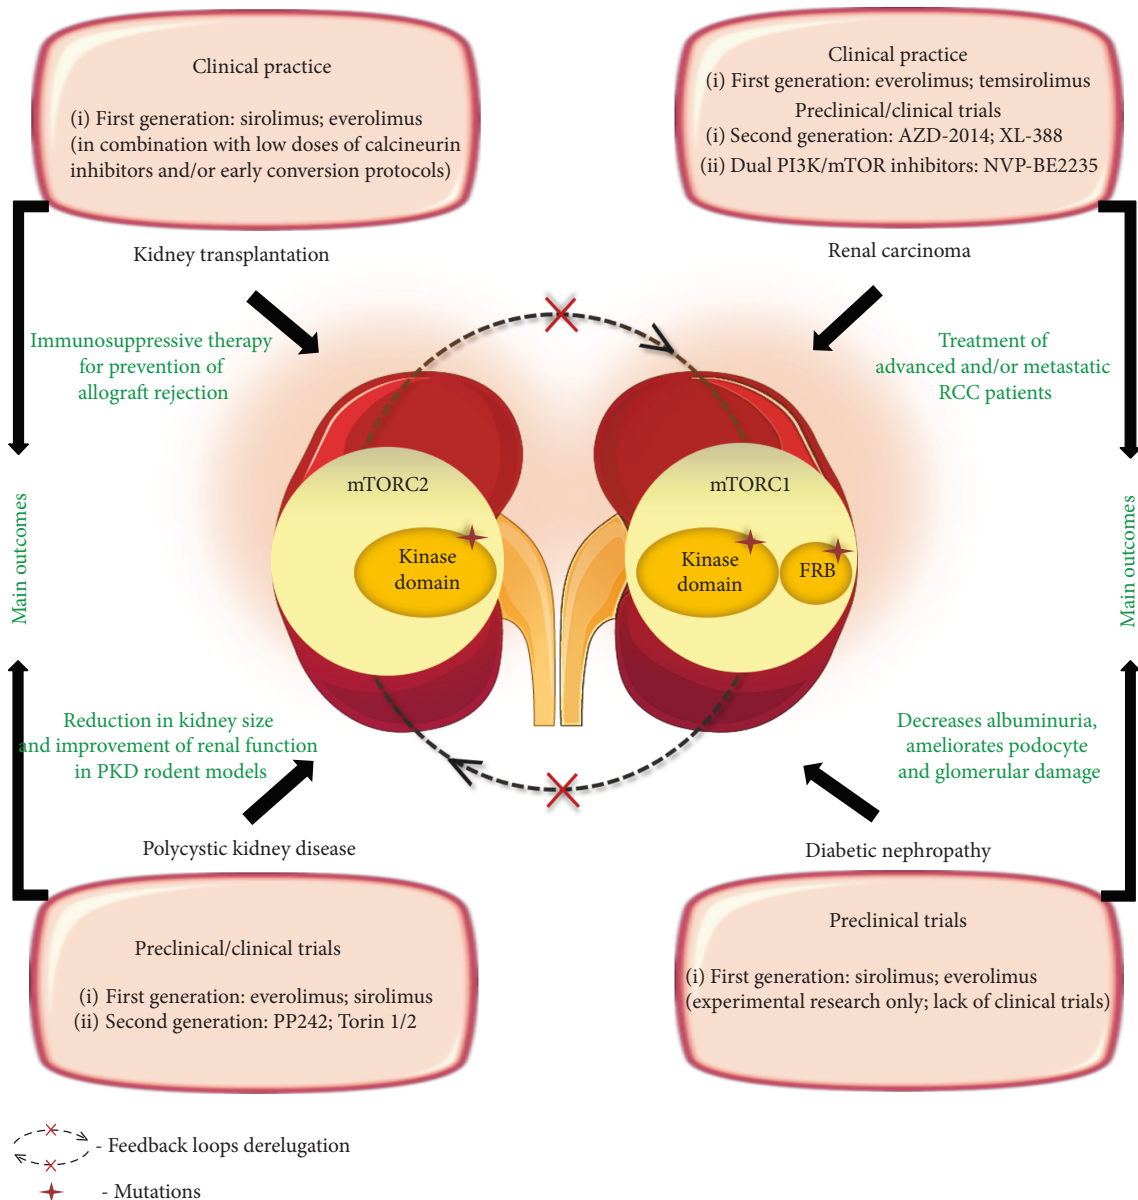 Clinical practice
(i) First generation: sirolimus; everolimus
(in combination with low doses of calcineurin
inhibitors and/or early conversion protocols)
Kidney transplantation
Immunosuppressive therapy
for prevention of
allograft rejection
Clinical practice
(i) First generation: everolimus; temsirolimus
Preclinical/clinical trials
(i) Second generation: AZD-2014; XL-388
(ii) Dual PI3K/mTOR inhibitors: NVP-BE2235
Renal carcinoma
Treatment of
advanced and/or metastatic
RCC patients
Main outcomes
mTORC2
Kinase
domain
mTORC1
Kinase
domain
FRB
Main outcomes
Reduction in kidney size
and improvement of renal function
in PKD rodent models
Polycystic kidney disease
Preclinical/clinical trials
(i) First generation: everolimus; sirolimus
(ii) Second generation: PP242; Torin 1/2
Decreases albuminuria,
ameliorates podocyte
and glomerular damage
Diabetic nephropathy
Preclinical trials
(i) First generation: sirolimus; everolimus
(experimental research only; lack of clinical trials)
- Feedback loops derelugation
- Mutations